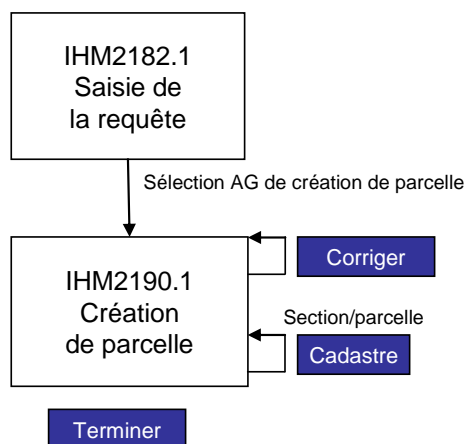 IHM2182.1
Saisie de
la requête
Sélection AG de création de parcelle
IHM2190.1
Création
de parcelle
Corriger
Section/parcelle
Cadastre
Terminer